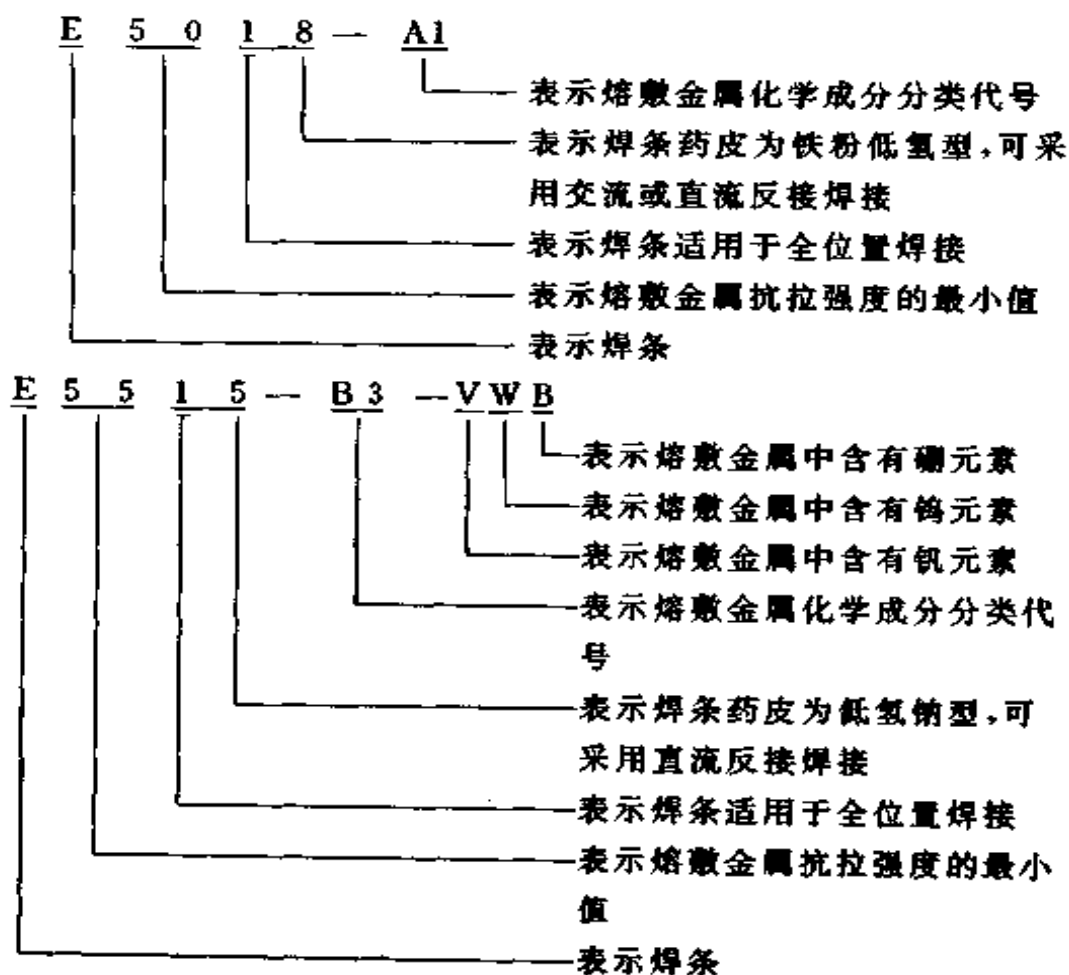 E 5 0 1 8 — A1
表示熔敷金属化学成分分类代号
表示焊条药皮为铁粉低氢型,可采
用交流或直流反接焊接
表示焊条适用于全位置焊接
表示熔敷金属抗拉强度的最小值
表示焊条
E 5 5 1 5 — B 3 — V W B
表示熔敷金属中含有硼元素
表示熔敷金属中含有钨元素
表示熔敷金属中含有钒元素
表示熔敷金属化学成分分类代
号
表示焊条药皮为低氢钠型,可
采用直流反接焊接
表示焊条适用于全位置焊接
表示熔敷金属抗拉强度的最小
值
表示焊条